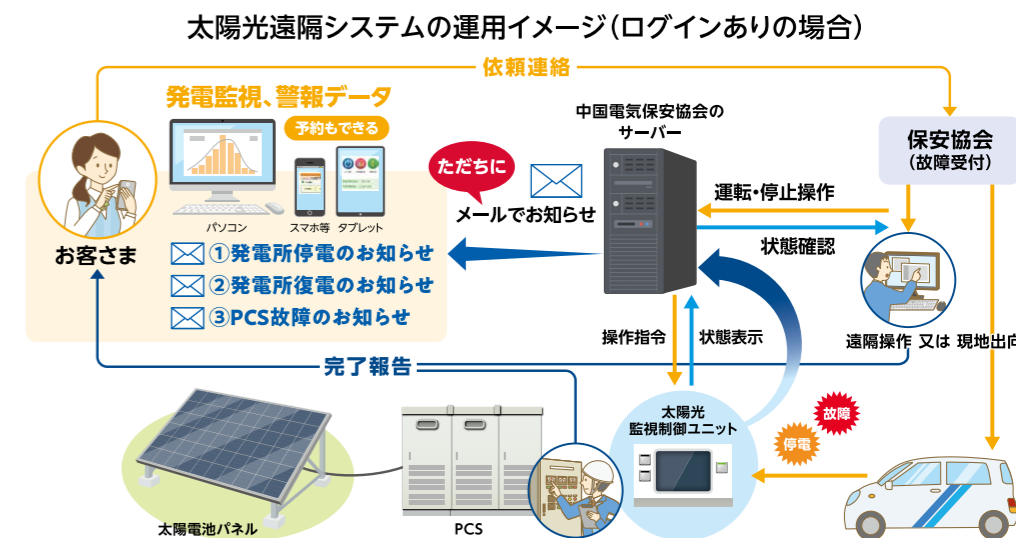 太陽光遠隔システムの運用イメージ(ログインありの場合)
依頼連絡
発電監視、警報データ
予約もできる
パソコン
スマホ等
タブレット
お客さま
①発電所停電のお知らせ
②発電所復電のお知らせ
③PCS故障のお知らせ
ただちに
メールでお知らせ
中国電気保安協会の
サーバー
保安協会
(故障受付)
運転・停止操作
状態確認
遠隔操作 又は 現地出向
操作指令
状態表示
完了報告
太陽光
監視制御ユニット
故障
停電
太陽電池パネル
PCS